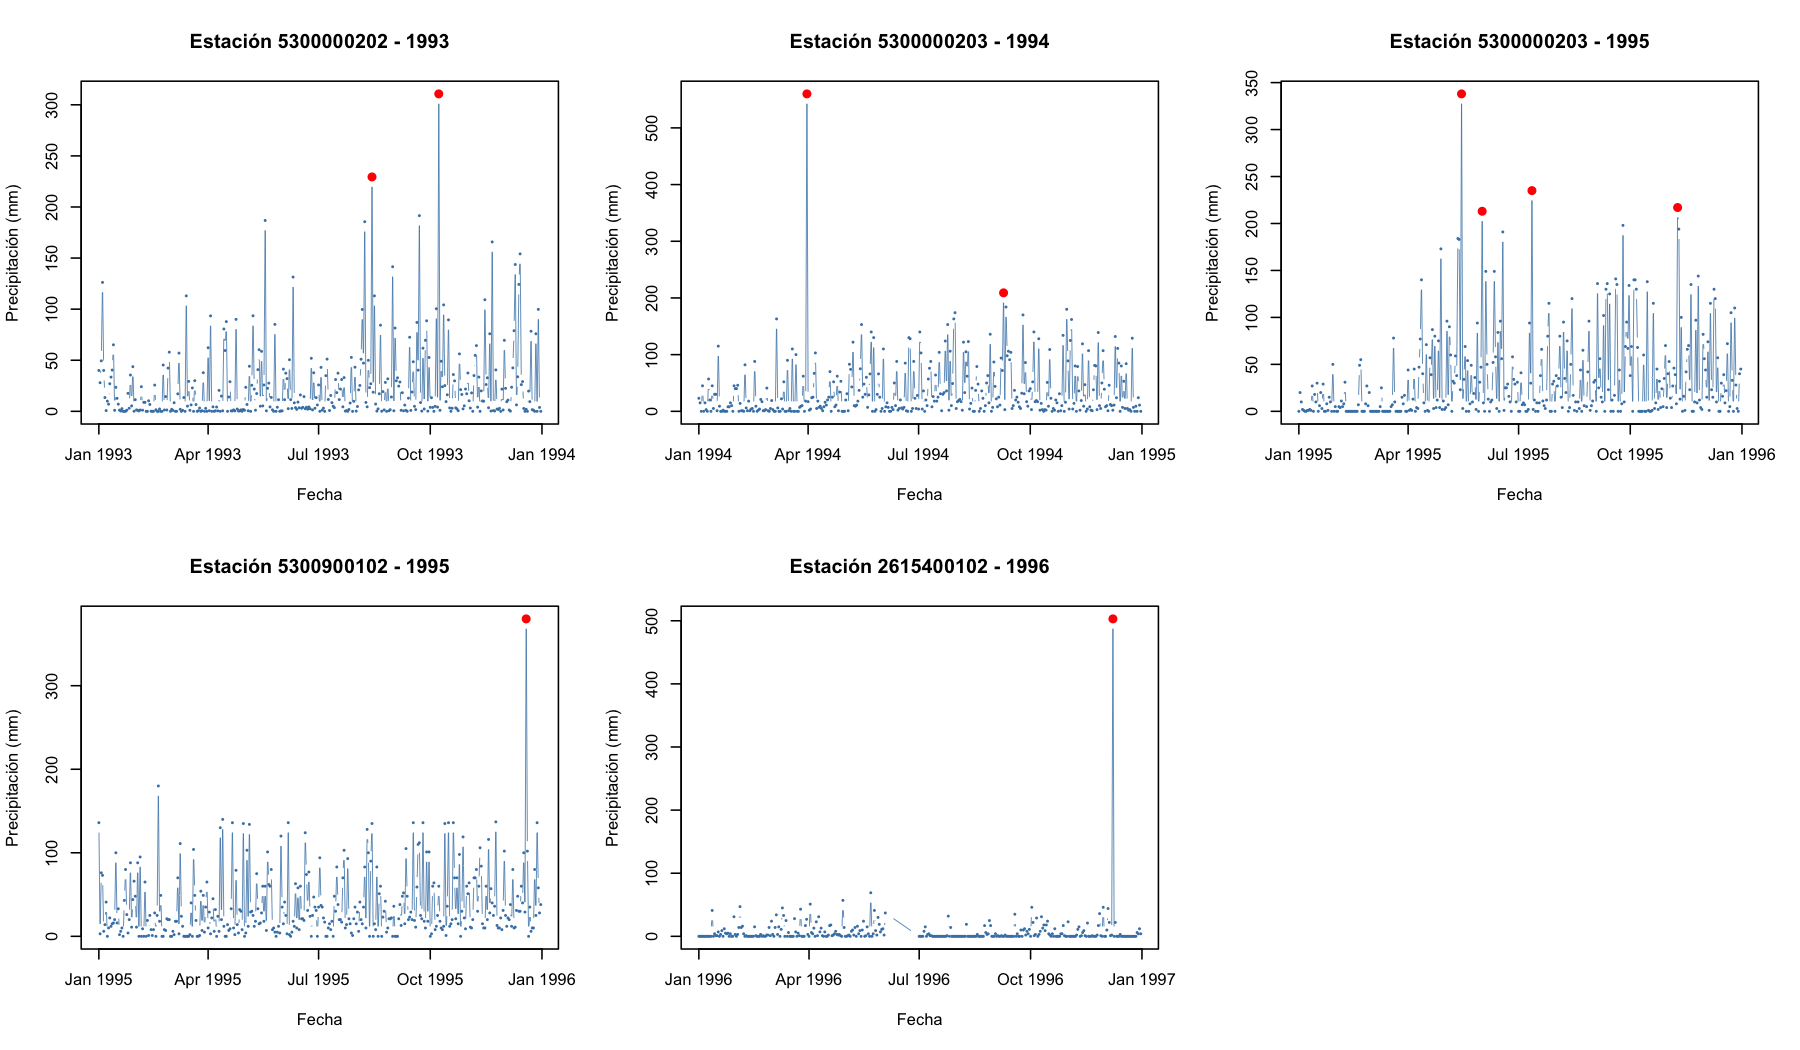 Estación 5300000202 - 1993
Precipitación (mm)
300
250
200
150
100
50
0
Jan 1993 Apr 1993 Jul 1993 Oct 1993 Jan 1994
Fecha
Estación 5300000203 - 1994
Precipitación (mm)
500
400
300
200
100
0
Jan 1994 Apr 1994 Jul 1994 Oct 1994 Jan 1995
Fecha
Estación 5300000203 - 1995
Precipitación (mm)
350
300
250
200
150
100
50
0
Jan 1995 Apr 1995 Jul 1995 Oct 1995 Jan 1996
Fecha
Estación 5300900102 - 1995
Precipitación (mm)
300
200
100
0
Jan 1995 Apr 1995 Jul 1995 Oct 1995 Jan 1996
Fecha
Estación 2615400102 - 1996
Precipitación (mm)
500
400
300
200
100
0
Jan 1996 Apr 1996 Jul 1996 Oct 1996 Jan 1997
Fecha